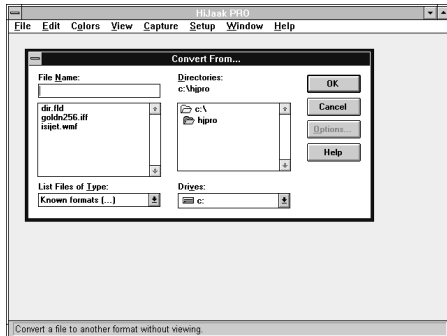 HiJaak PRO
File Edit Colors View Capture Setup Window Help
Convert From...
File Name:
Directories:
c:\hjpro
OK
Cancel
Options...
Help
dir.fld
goldn256.iff
isijet.wmf
c:\
hjpro
List Files of Type:
Known formats (...)
Drives:
c:
Convert a file to another format without viewing.